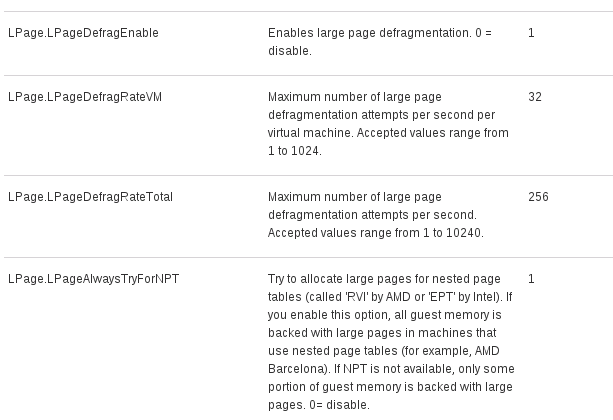 LPage.LPageDefragEnable
Enables large page defragmentation. 0 =
disable.
1
LPage.LPageDefragRateVM
Maximum number of large page
defragmentation attempts per second per
virtual machine. Accepted values range from
1 to 1024.
32
LPage.LPageDefragRateTotal
Maximum number of large page
defragmentation attempts per second.
Accepted values range from 1 to 10240.
256
LPage.LPageAlwaysTryForNPT
Try to allocate large pages for nested page
tables (called 'RVI' by AMD or 'EPT' by Intel). If
you enable this option, all guest memory is
backed with large pages in machines that
use nested page tables (for example, AMD
Barcelona). If NPT is not available, only some
portion of guest memory is backed with large
pages. 0= disable.
1